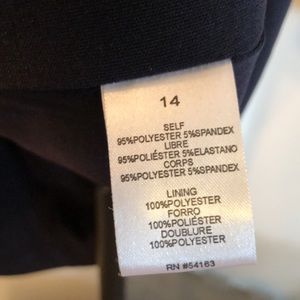 14
SELF
95%POLYESTER 5%SPANDEX
LIBRE
95%POLIÉSTER 5%ELASTANO
CORPS
95%POLYESTER 5%SPANDEX
LINING
100%POLYESTER
FORRO
100%POLIÉSTER
DOUBLURE
100%POLYESTER
RN #54163